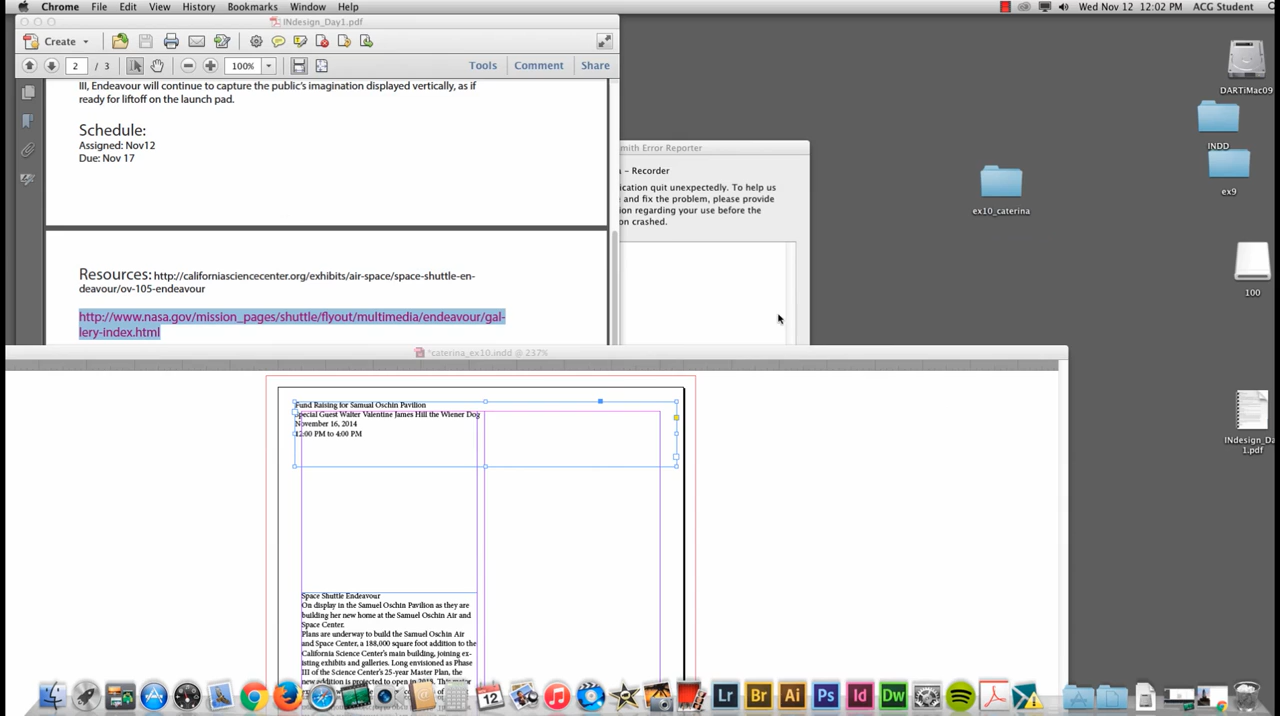 Chrome File Edit View History Bookmarks Window Help Wed Nov 12 12:02 PM ACG Student
INdesign_Day1.pdf
Create
2 / 3 100% Tools Comment Share
III, Endeavour will continue to capture the public's imagination displayed vertically, as if
ready for liftoff on the launch pad.
Schedule:
Assigned: Nov12
Due: Nov 17
Resources: http://californiasciencecenter.org/exhibits/air-space/space-shuttle-en-
deavour/ov-105-endeavour
http://www.nasa.gov/mission_pages/shuttle/flyout/multimedia/endeavour/gal-
lery-index.html
mith Error Reporter
– Recorder
ication quit unexpectedly. To help us
and fix the problem, please provide
ion regarding your use before the
on crashed.
DARTiMac09
INDD
ex9
ex10_caterina
100
INdesign_Da
y1.pdf
*caterina_ex10.indd @ 237%
Fund Raising for Samual Oschin Pavilion
Special Guest Walter Valentine James Hill the Wiener Dog
November 16, 2014
12:00 PM to 4:00 PM
Space Shuttle Endeavour
On display in the Samuel Oschin Pavilion as they are
building her new home at the Samuel Oschin Air and
Space Center.
Plans are underway to build the Samuel Oschin Air
and Space Center, a 188,000 square foot addition to the
California Science Center's main building, joining ex-
isting exhibits and galleries. Long envisioned as Phase
III of the Science Center's 25-year Master Plan, the
new addition is projected to open in 2018. This
12
Lr Br Ai Ps Id Dw